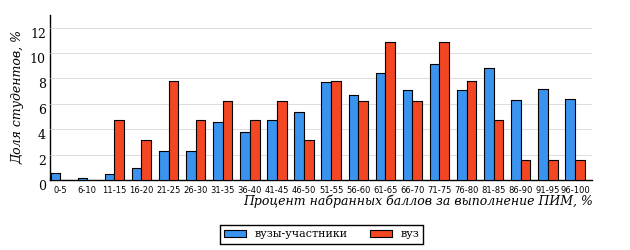 Доля студентов, %
12
10
8
6
4
2
0
0-5 6-10 11-15 16-20 21-25 26-30 31-35 36-40 41-45 46-50 51-55 56-60 61-65 66-70 71-75 76-80 81-85 86-90 91-95 96-100
Процент набранных баллов за выполнение ПИМ, %
вузы-участники вуз